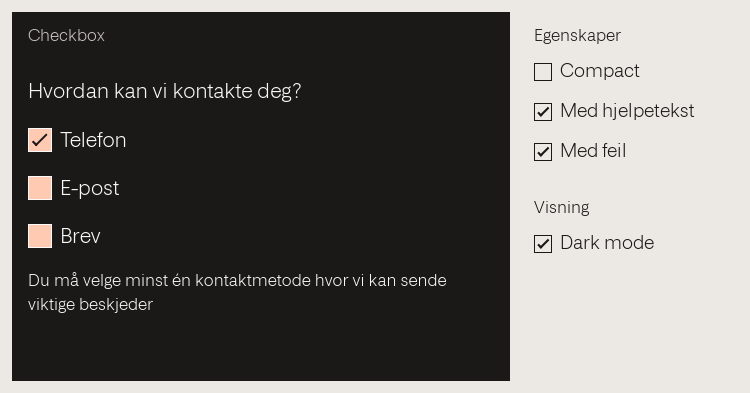 Checkbox
Hvordan kan vi kontakte deg?
Telefon
E-post
Brev
Du må velge minst én kontaktmetode hvor vi kan sende
viktige beskjeder
Egenskaper
Compact
Med hjelpetekst
Med feil
Visning
Dark mode